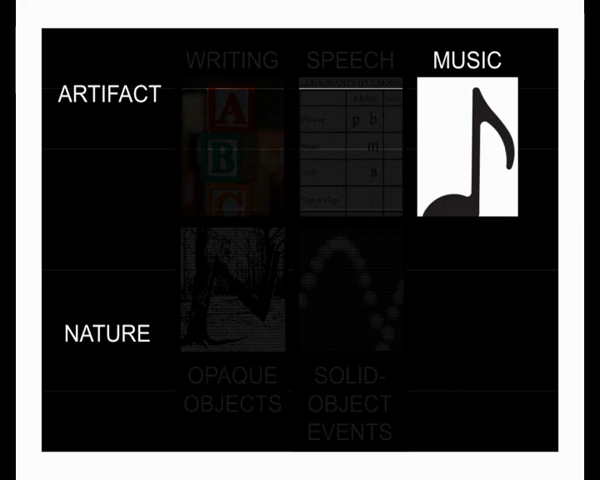 WRITING SPEECH MUSIC
ARTIFACT
A
B
C
p b
m
s
NATURE
OPAQUE
OBJECTS
SOLID-
OBJECT
EVENTS